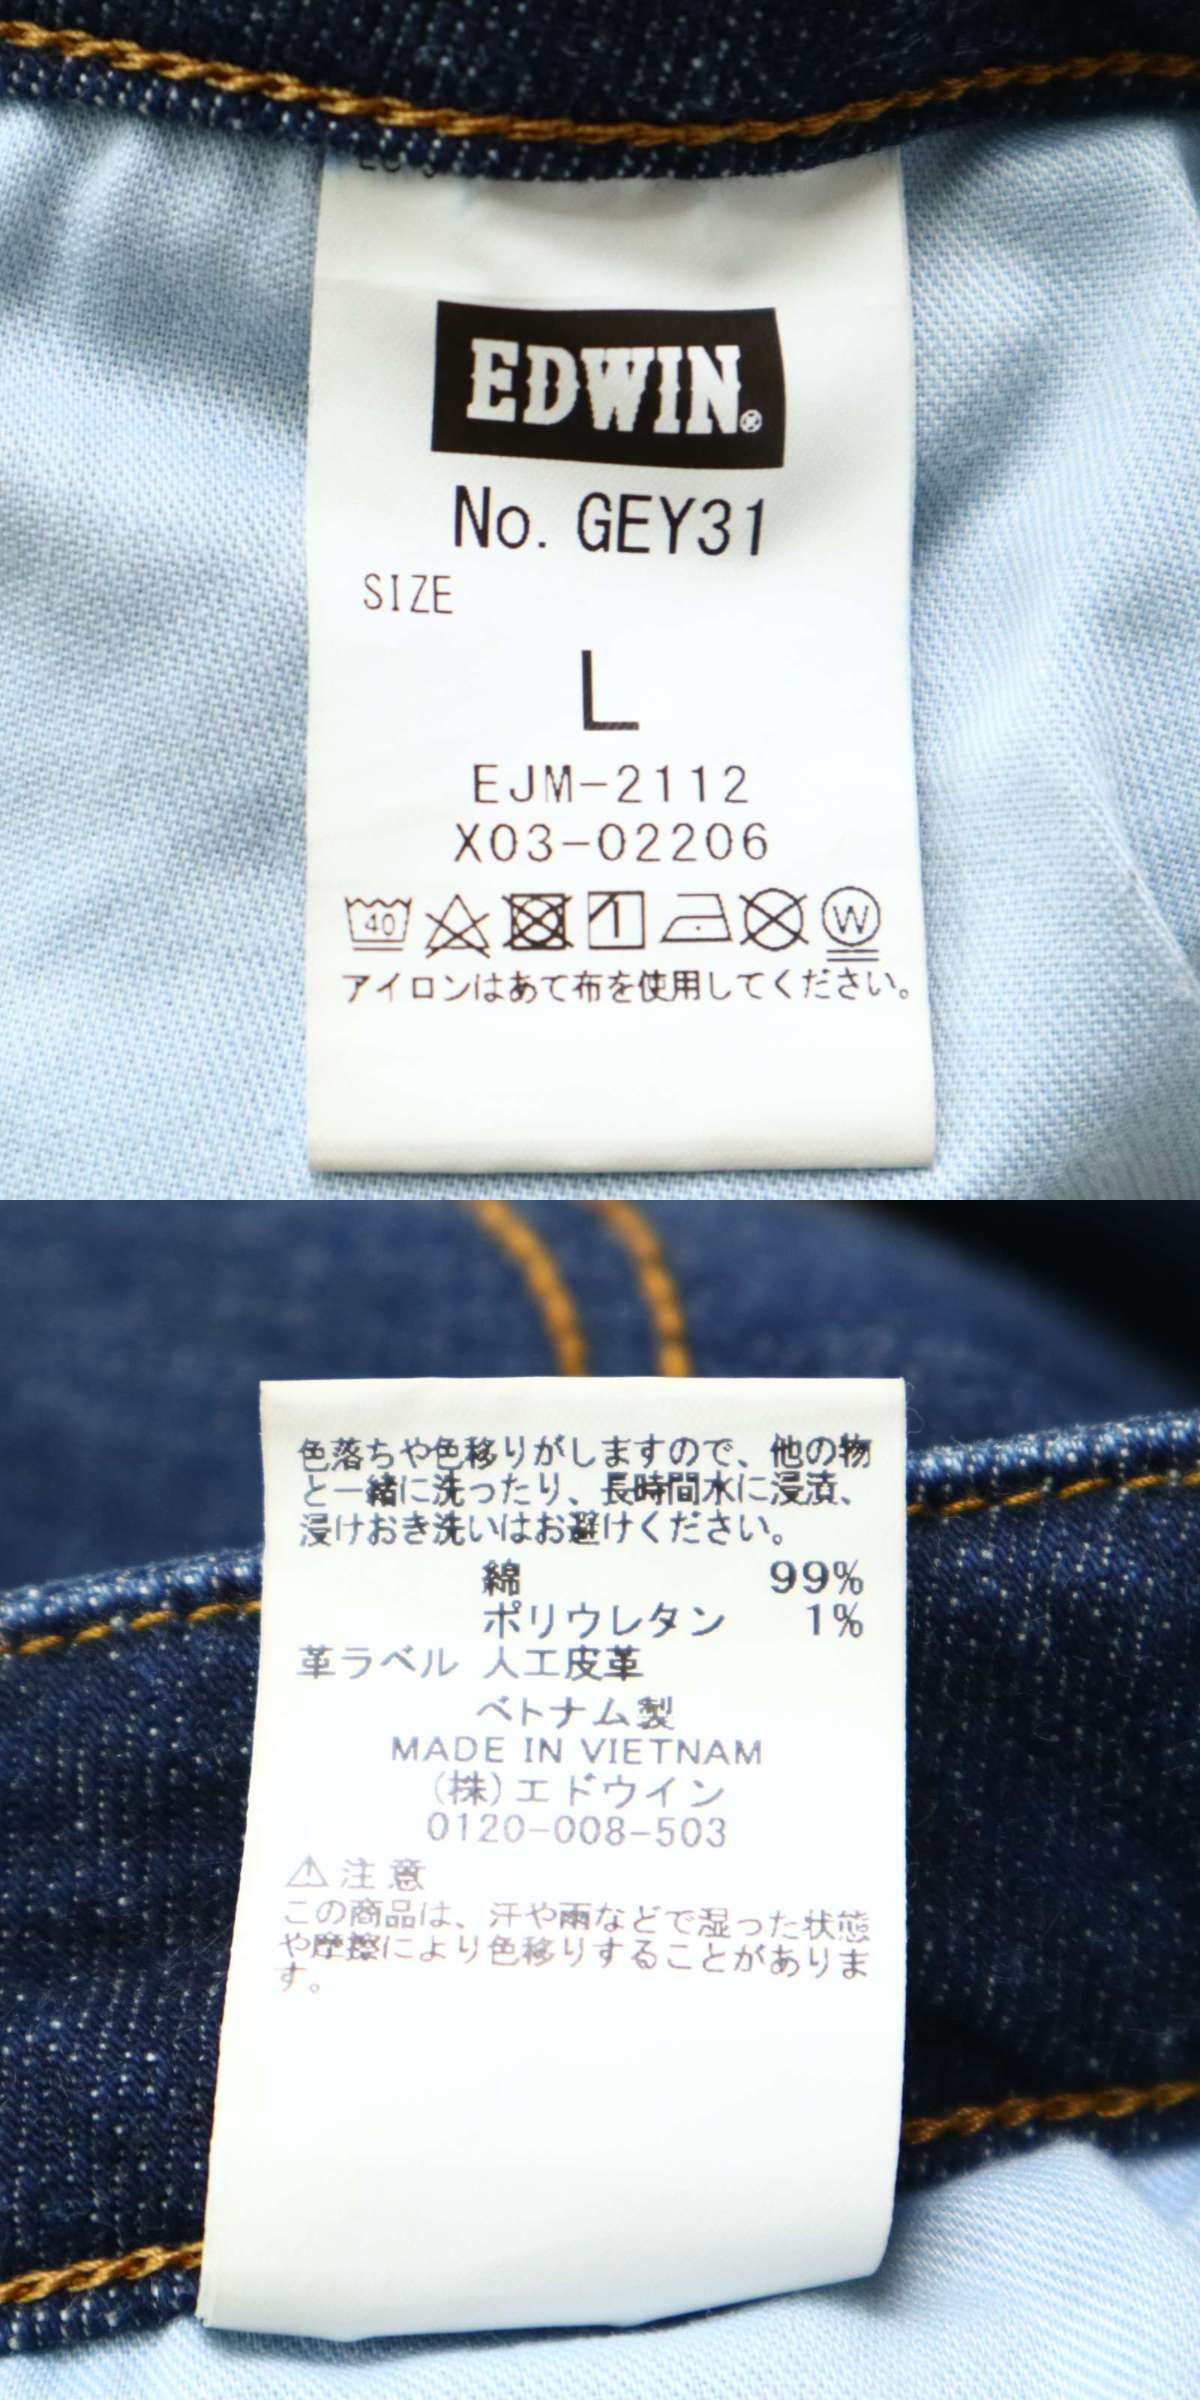 EDWIN®
No. GEY31
SIZE
L
EJM-2112
X03-02206
40
W
アイロンはあて布を使用してください。
色落ちや色移りがしますので、他の物
と一緒に洗ったり、長時間水に浸漬、
浸けおき洗いはお避けください。
綿 99%
ポリウレタン 1%
革ラベル 人工皮革
ベトナム製
MADE IN VIETNAM
(株)エドウイン
0120-008-503
⚠注意
この商品は、汗や雨などで湿った状態
や摩擦により色移りすることがありま
す。